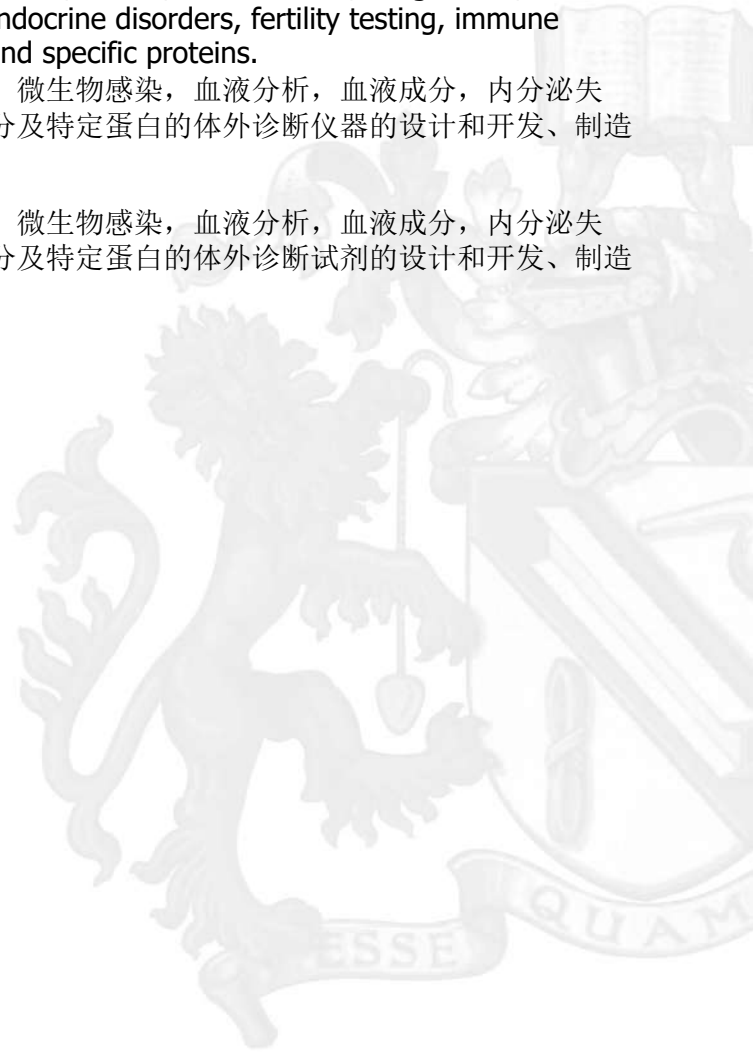 ndocrine disorders, fertility testing, immune
nd specific proteins.
微生物感染，血液分析，血液成分，内分泌失
分及特定蛋白的体外诊断仪器的设计和开发、制造
微生物感染，血液分析，血液成分，内分泌失
分及特定蛋白的体外诊断试剂的设计和开发、制造
ESSE QUAM